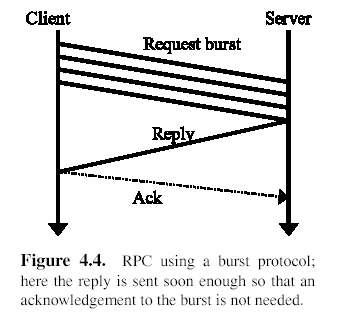 Client Server
Request burst
Reply
Ack
Figure 4.4. RPC using a burst protocol;
here the reply is sent soon enough so that an
acknowledgement to the burst is not needed.